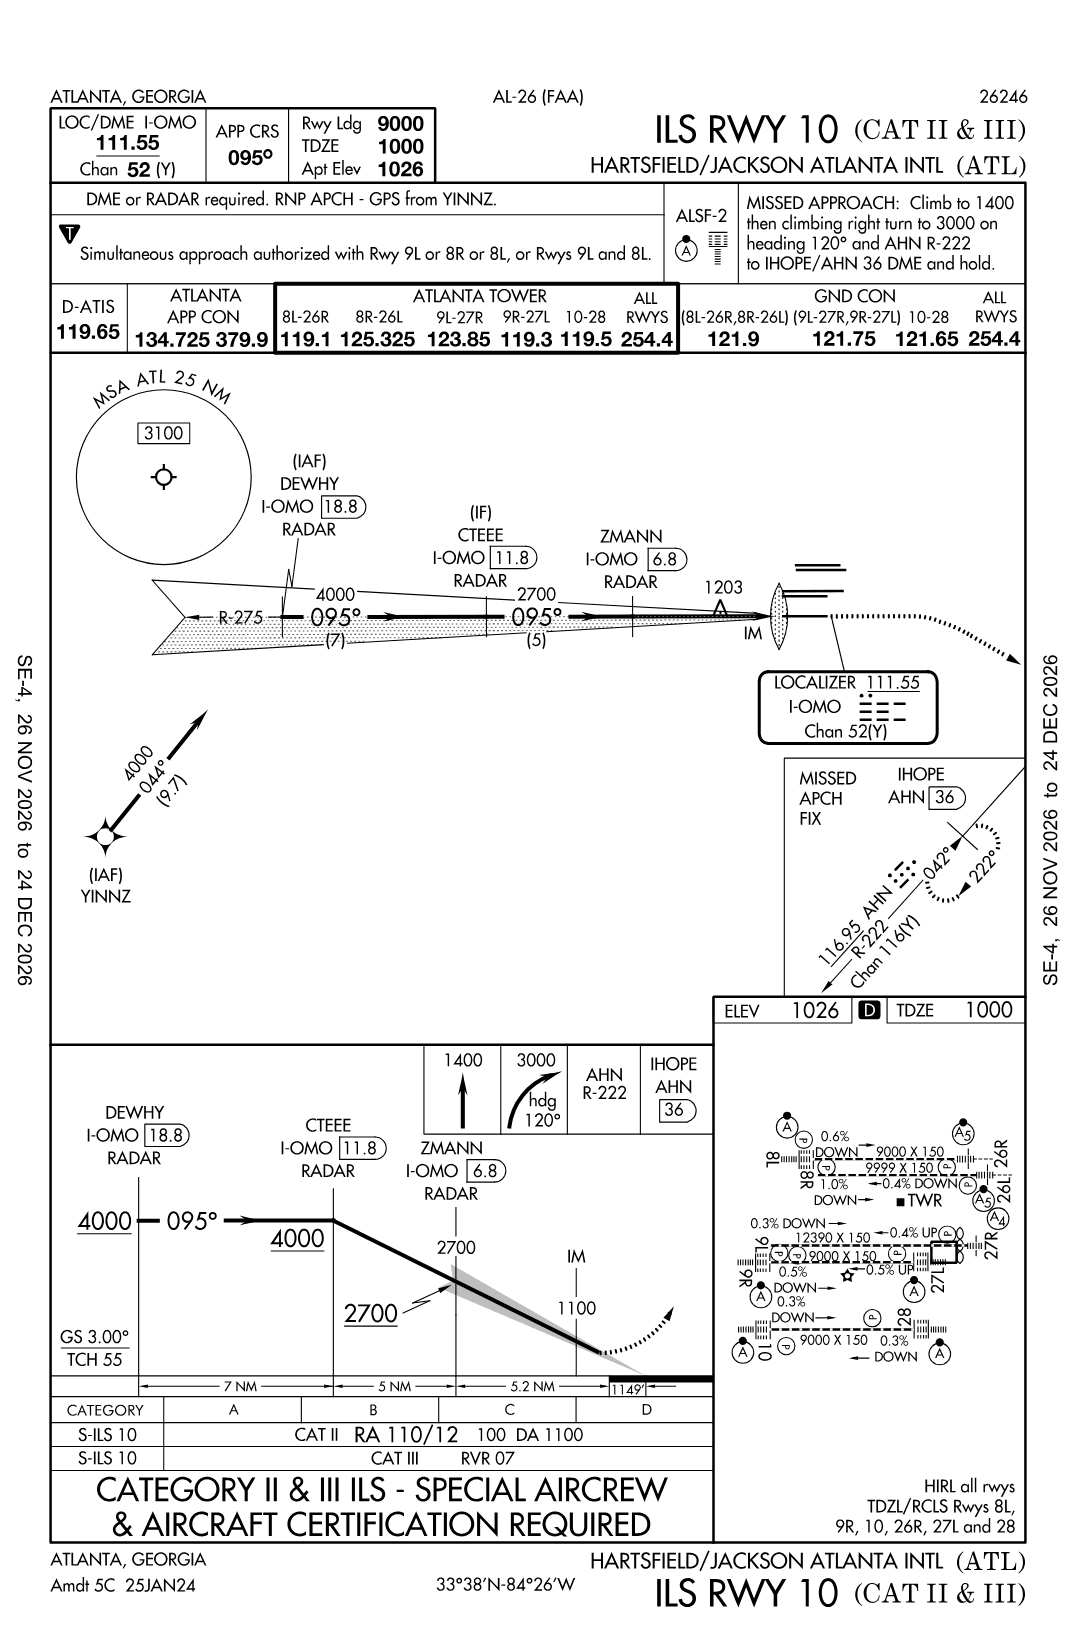 ATLANTA, GEORGIA
AL-26 (FAA)
26246
LOC/DME I-OMO
111.55
Chan 52 (Y)
APP CRS
095°
Rwy Ldg 9000
TDZE 1000
Apt Elev 1026
ILS RWY 10 (CAT II & III)
HARTSFIELD/JACKSON ATLANTA INTL (ATL)
DME or RADAR required. RNP APCH - GPS from YINNZ.
T
Simultaneous approach authorized with Rwy 9L or 8R or 8L, or Rwys 9L and 8L.
ALSF-2
A
MISSED APPROACH: Climb to 1400
then climbing right turn to 3000 on
heading 120° and AHN R-222
to IHOPE/AHN 36 DME and hold.
D-ATIS
119.65
ATLANTA
APP CON
134.725 379.9
ATLANTA TOWER
8L-26R 8R-26L 9L-27R 9R-27L 10-28 ALL RWYS
119.1 125.325 123.85 119.3 119.5 254.4
GND CON
(8L-26R,8R-26L) (9L-27R,9R-27L) 10-28 ALL RWYS
121.9 121.75 121.65 254.4
MSA ATL 25 NM
3100
(IAF)
DEWHY
I-OMO 18.8
RADAR
(IF)
CTEEE
I-OMO 11.8
RADAR
ZMANN
I-OMO 6.8
RADAR
1203
R-275
4000
095°
(7)
2700
095°
(5)
IM
LOCALIZER 111.55
I-OMO
Chan 52(Y)
4000
044°
(9.7)
(IAF)
YINNZ
MISSED
APCH
FIX
IHOPE
AHN 36
042°
222°
116.95 AHN
R-222
Chan 116(Y)
SE-4, 26 NOV 2026 to 24 DEC 2026
SE-4, 26 NOV 2026 to 24 DEC 2026
ELEV 1026 D TDZE 1000
1400
3000
hdg
120°
AHN
R-222
IHOPE
AHN
36
DEWHY
I-OMO 18.8
RADAR
CTEEE
I-OMO 11.8
RADAR
ZMANN
I-OMO 6.8
RADAR
4000
095°
4000
2700
2700
IM
1100
GS 3.00°
TCH 55
7 NM
5 NM
5.2 NM
1149'
A
P
0.6%
DOWN
9000 X 150
A5
26R
8L
8R
P
9999 X 150
P
1.0%
DOWN
0.4% DOWN
P
26L
A5
TWR
A4
0.3% DOWN
12390 X 150
0.4% UP
P
27R
9L
P
P
9000 X 150
P
9R
0.5%
DOWN
0.5% UP
27L
A
A
0.3%
DOWN
P
28
10
P
9000 X 150
0.3%
DOWN
A
A
HIRL all rwys
TDZL/RCLS Rwys 8L,
9R, 10, 26R, 27L and 28
CATEGORY A B C D
S-ILS 10 CAT II RA 110/12 100 DA 1100
S-ILS 10 CAT III RVR 07
CATEGORY II & III ILS - SPECIAL AIRCREW
& AIRCRAFT CERTIFICATION REQUIRED
ATLANTA, GEORGIA
Amdt 5C 25JAN24
33°38'N-84°26'W
HARTSFIELD/JACKSON ATLANTA INTL (ATL)
ILS RWY 10 (CAT II & III)